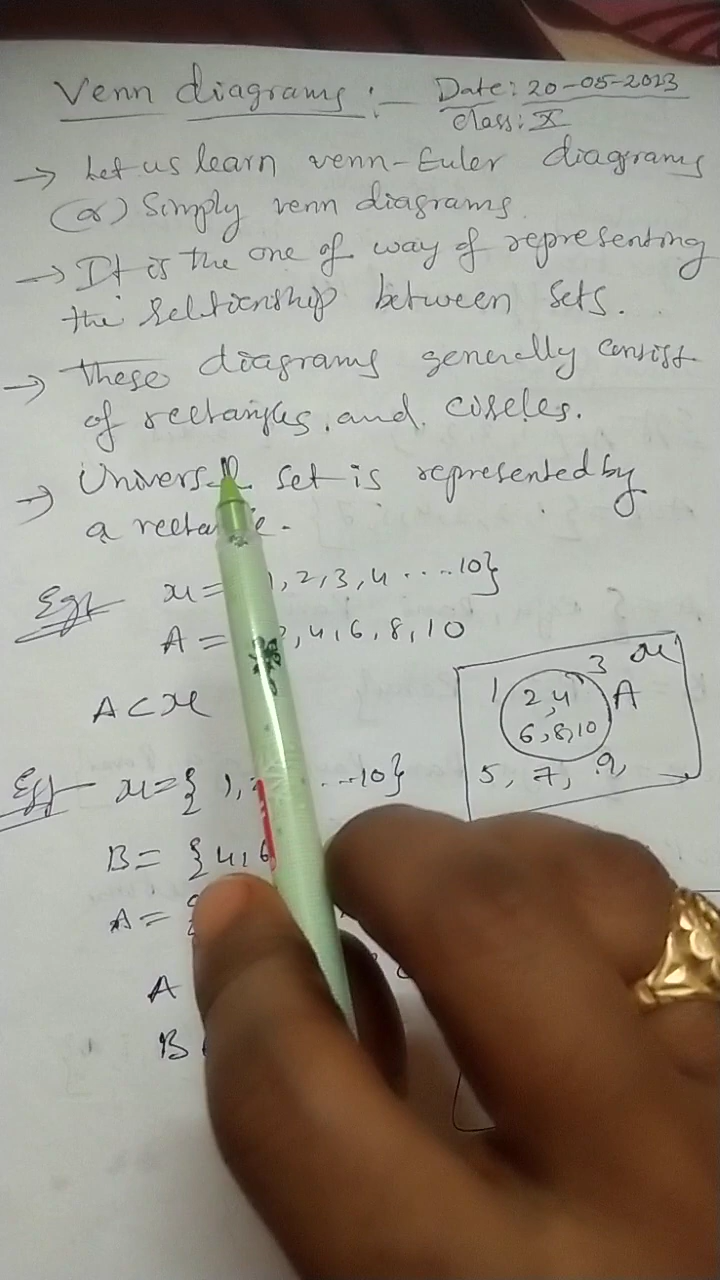 Venn diagrams :- Date: 20-05-2023
Class: X
→ Let us learn venn-Euler diagrams
(or) Simply venn diagrams
→ It is the one of way of representing
the reltionship between sets.
→ These diagrams generally consist
of rectangles, and circles.
→ Universal set is represented by
a
Eg:- μ = 1, 2, 3, 4 ....10}
A = , 4, 6, 8, 10
A ⊂ μ
1 3 μ
2, 4 A
6, 8, 10
5, 7, 9,
Eg:- μ = { 1, ...10}
B = { 4, 6
A = {
A
B